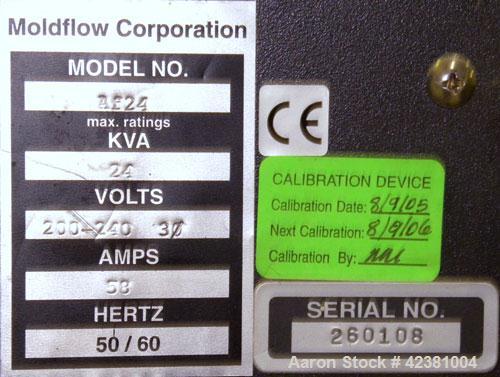 Moldflow Corporation
MODEL NO.
AE24
max. ratings
KVA
24
VOLTS
200-240 3Ø
AMPS
58
HERTZ
50 / 60
CE
CALIBRATION DEVICE
Calibration Date: 8/9/05
Next Calibration: 8/9/06
Calibration By:
SERIAL NO.
260108
Aaron Stock # 42381004